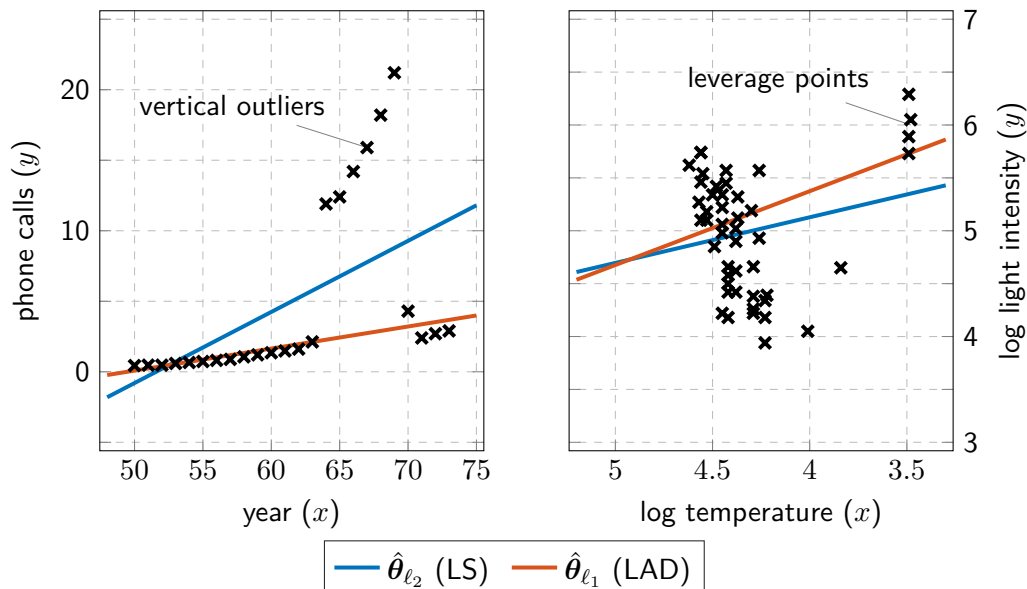 20
10
0
phone calls (y)
vertical outliers
50 55 60 65 70 75
year (x)
leverage points
7
6
5
4
3
log light intensity (y)
5 4.5 4 3.5
log temperature (x)
θ̂ℓ₂ (LS) θ̂ℓ₁ (LAD)